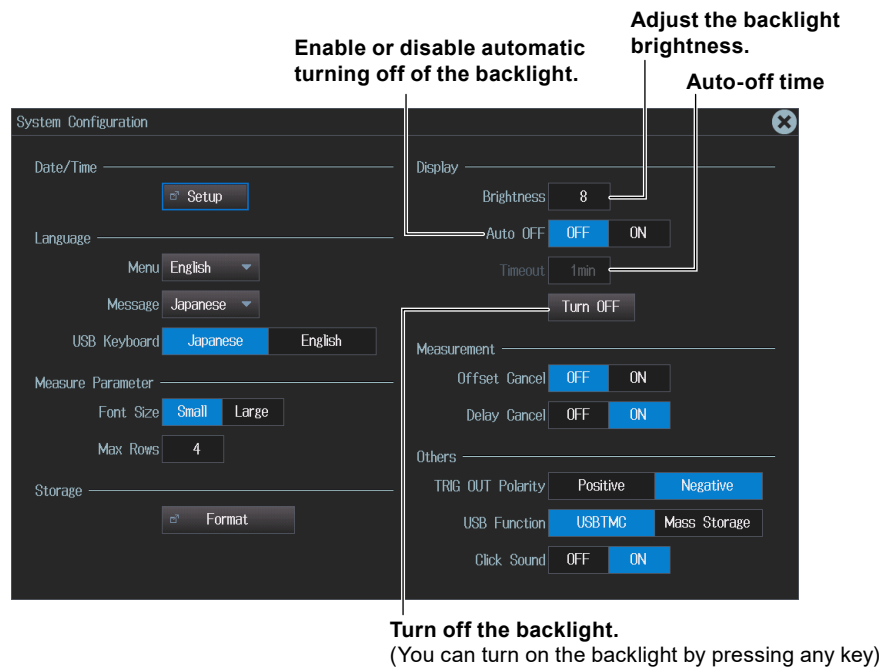 Adjust the backlight
brightness.
Enable or disable automatic
turning off of the backlight.
Auto-off time
System Configuration
Date/Time
Setup
Language
Menu English
Message Japanese
USB Keyboard Japanese English
Measure Parameter
Font Size Small Large
Max Rows 4
Storage
Format
Display
Brightness 8
Auto OFF OFF ON
Timeout 1min
Turn OFF
Measurement
Offset Cancel OFF ON
Delay Cancel OFF ON
Others
TRIG OUT Polarity Positive Negative
USB Function USBTMC Mass Storage
Click Sound OFF ON
Turn off the backlight.
(You can turn on the backlight by pressing any key)